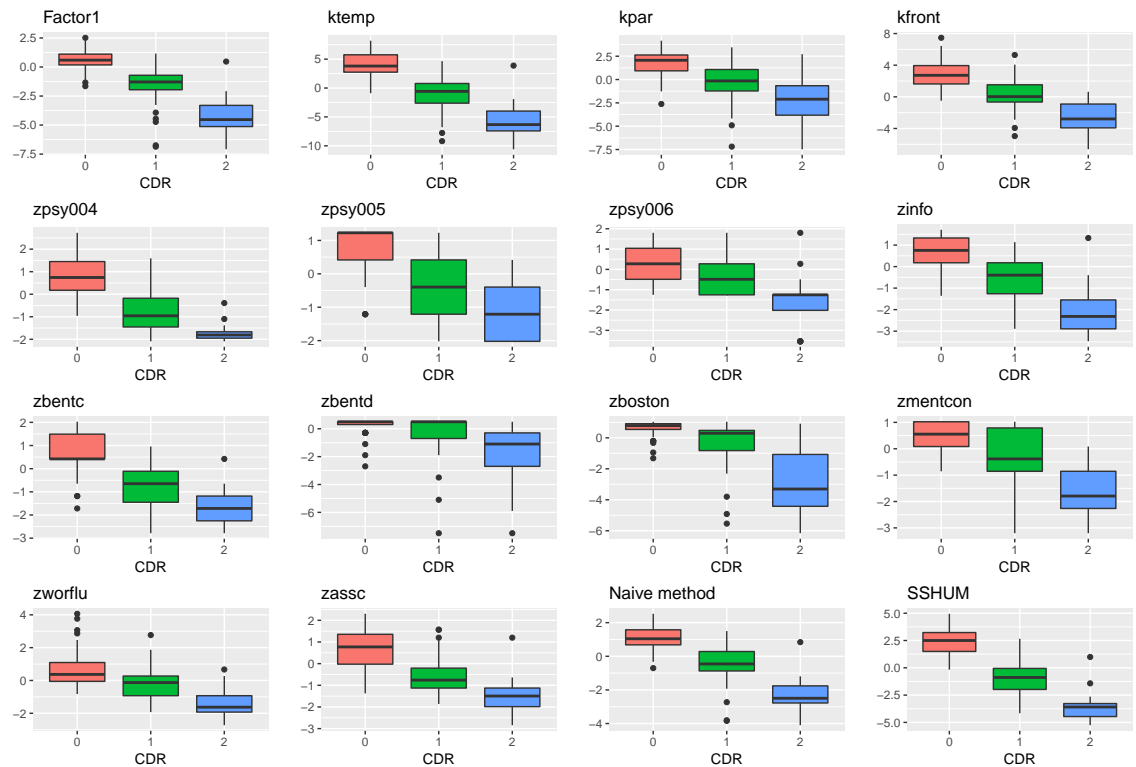 Factor1 ktemp kpar kfront
2.5 0.0 −2.5 −5.0 −7.5 5 0 −5 −10 2.5 0.0 −2.5 −5.0 −7.5 8 4 0 −4
0 1 2 0 1 2 0 1 2 0 1 2
CDR CDR CDR CDR
zpsy004 zpsy005 zpsy006 zinfo
2 1 0 −1 −2 1 0 −1 −2 2 1 0 −1 −2 −3 1 0 −1 −2 −3
0 1 2 0 1 2 0 1 2 0 1 2
CDR CDR CDR CDR
zbentc zbentd zboston zmentcon
2 1 0 −1 −2 −3 0 −2 −4 −6 0 −2 −4 −6 1 0 −1 −2 −3
0 1 2 0 1 2 0 1 2 0 1 2
CDR CDR CDR CDR
zworflu zassc Naive method SSHUM
4 2 0 −2 2 1 0 −1 −2 −3 2 0 −2 −4 5.0 2.5 0.0 −2.5 −5.0
0 1 2 0 1 2 0 1 2 0 1 2
CDR CDR CDR CDR